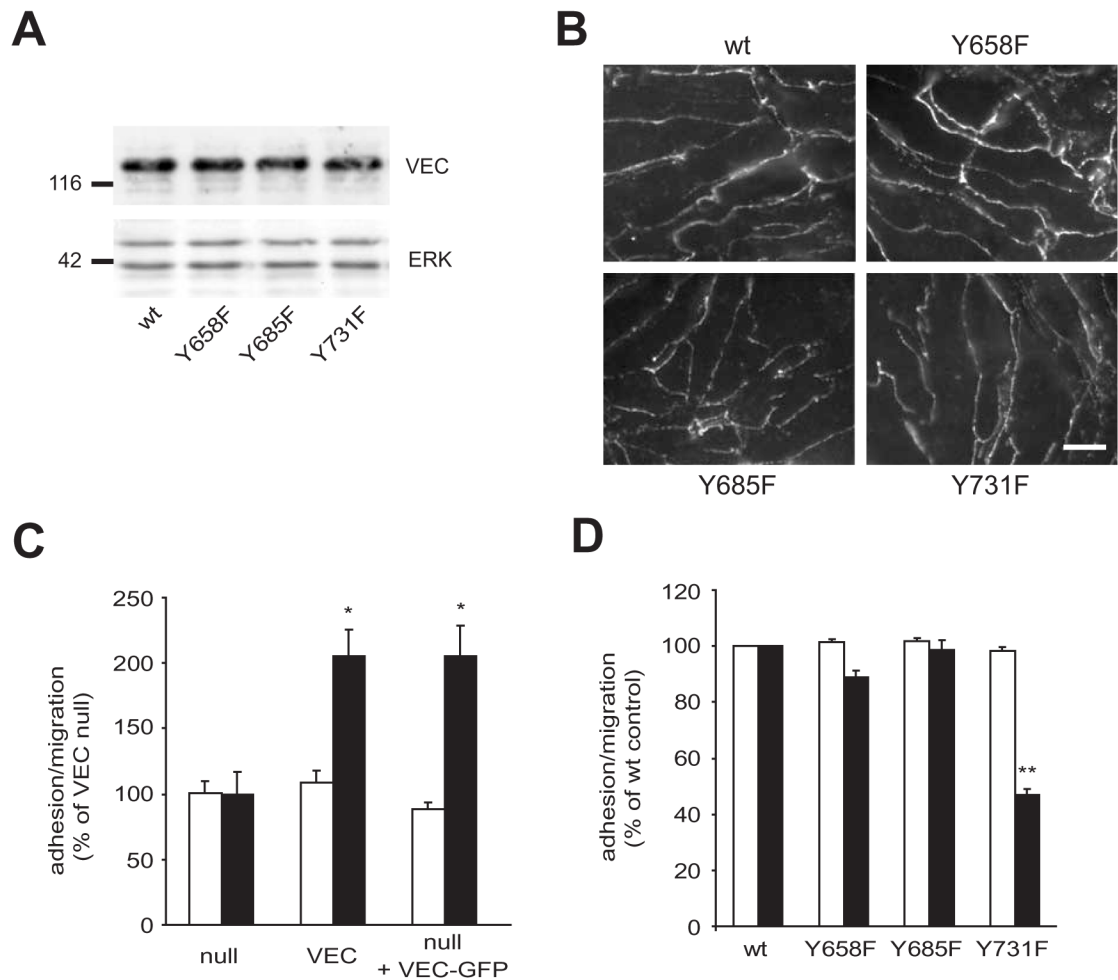 A
VEC
116
ERK
42
wt
Y658F
Y685F
Y731F
B
wt
Y658F
Y685F
Y731F
C
adhesion/migration
(% of VEC null)
250
200
150
100
50
0
*
*
null
VEC
null
+ VEC-GFP
D
adhesion/migration
(% of wt control)
120
100
80
60
40
20
0
**
wt
Y658F
Y685F
Y731F